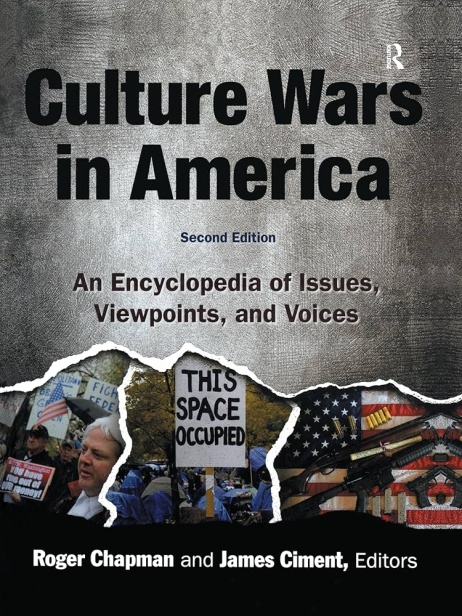 R
Culture Wars
in America
Second Edition
An Encyclopedia of Issues,
Viewpoints, and Voices
FIGH
THIS
SPACE
OCCUPIED
Roger Chapman and James Ciment, Editors